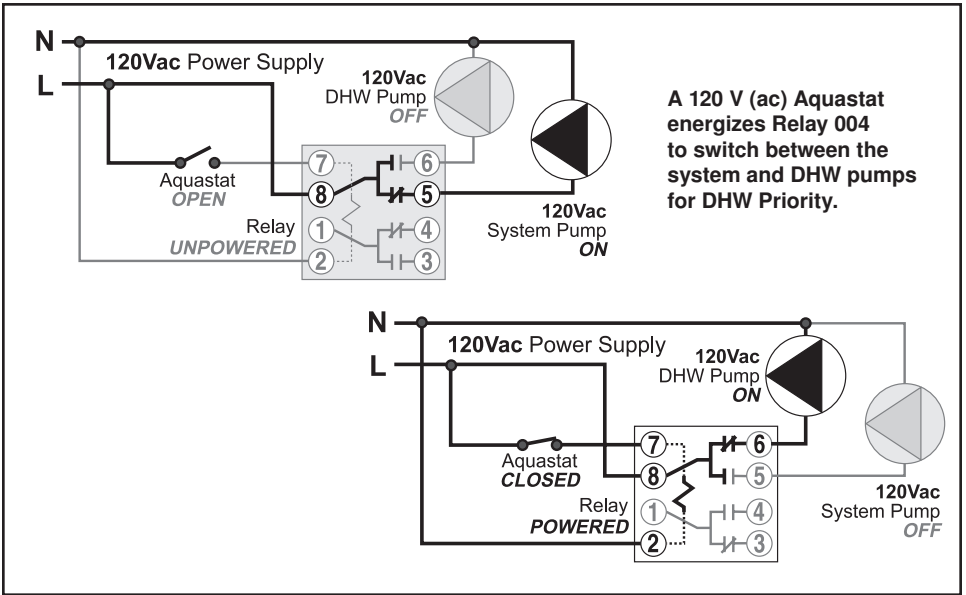 N
120Vac Power Supply
L
120Vac
DHW Pump
OFF
A 120 V (ac) Aquastat
energizes Relay 004
to switch between the
system and DHW pumps
for DHW Priority.
Aquastat
OPEN
7
6
8
5
Relay
UNPOWERED
1
4
2
3
120Vac
System Pump
ON
N
120Vac Power Supply
L
120Vac
DHW Pump
ON
Aquastat
CLOSED
7
6
8
5
Relay
POWERED
1
4
2
3
120Vac
System Pump
OFF